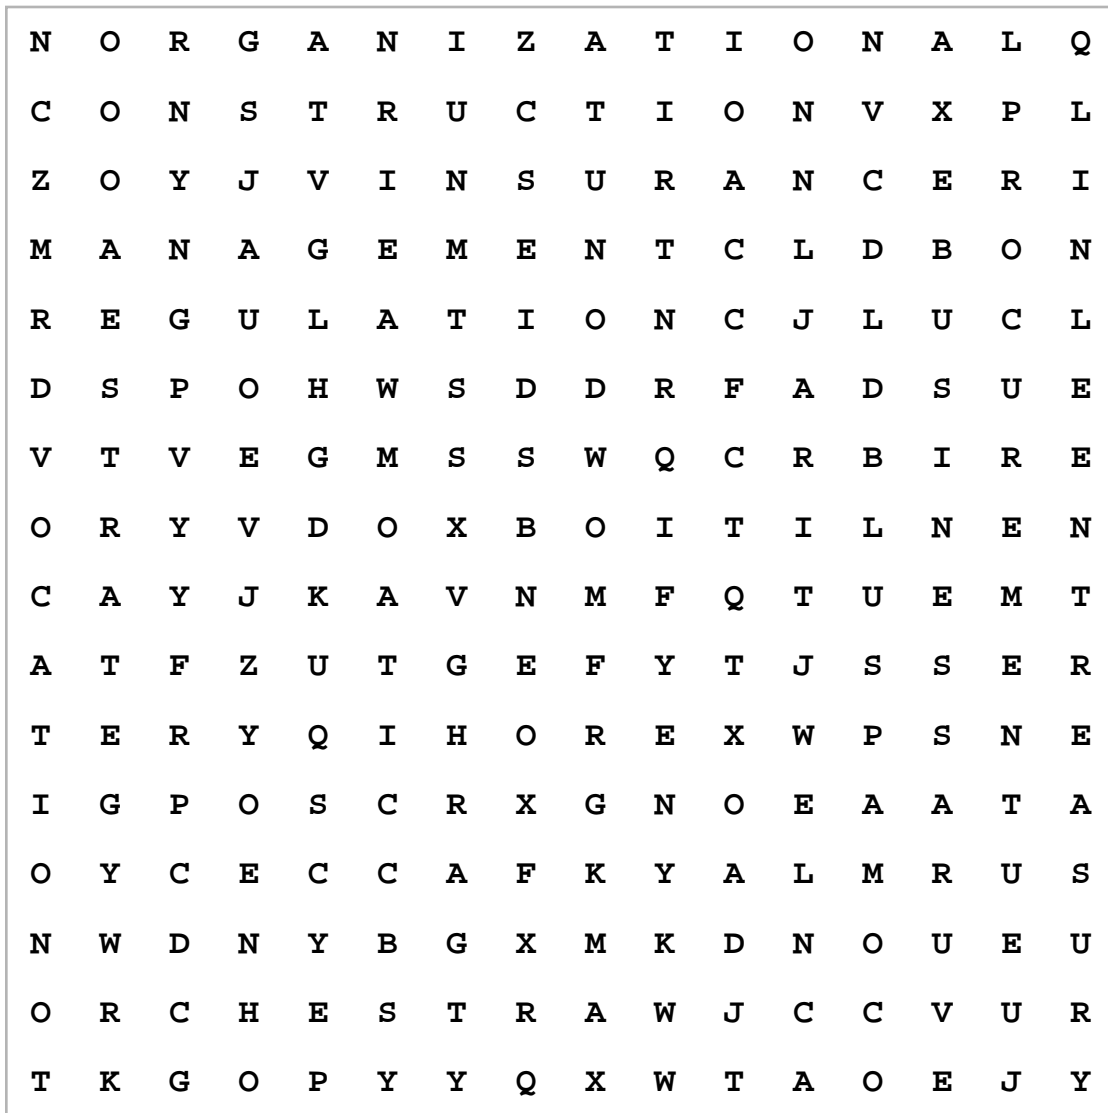 N O R G A N I Z A T I O N A L Q
C O N S T R U C T I O N V X P L
Z O Y J V I N S U R A N C E R I
M A N A G E M E N T C L D B O N
R E G U L A T I O N C J L U C L
D S P O H W S D D R F A D S U E
V T V E G M S S W Q C R B I R E
O R Y V D O X B O I T I L N E N
C A Y J K A V N M F Q T U E M T
A T F Z U T G E F Y T J S S E R
T E R Y Q I H O R E X W P S N E
I G P O S C R X G N O E A A T A
O Y C E C C A F K Y A L M R U S
N W D N Y B G X M K D N O U E U
O R C H E S T R A W J C C V U R
T K G O P Y Y Q X W T A O E J Y